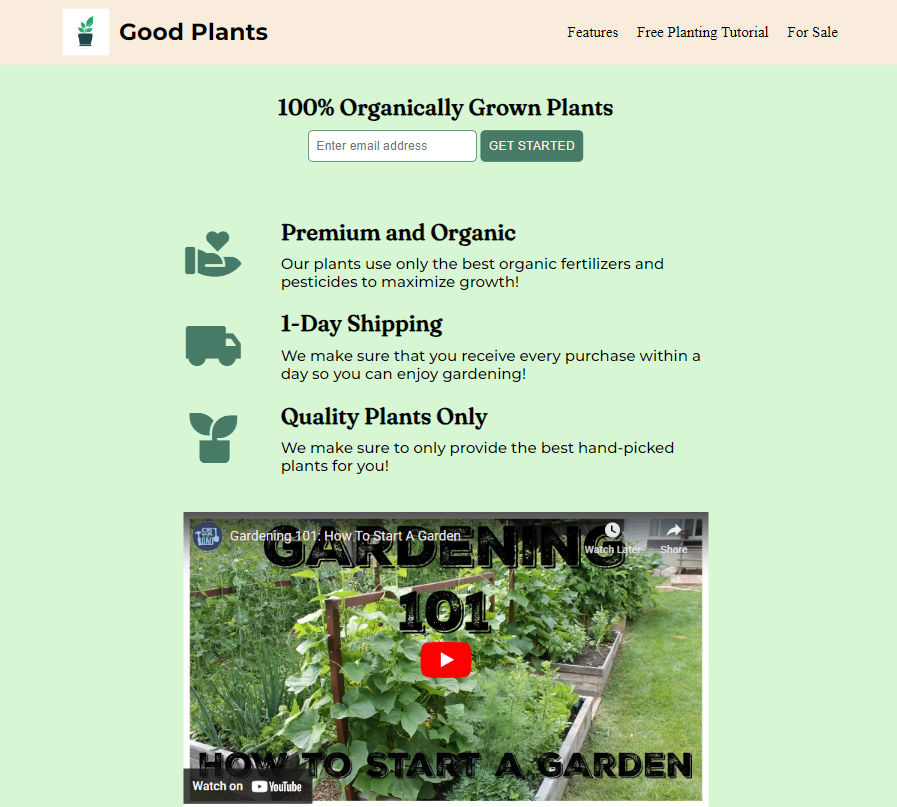 Good Plants
Features
Free Planting Tutorial
For Sale
100% Organically Grown Plants
Enter email address
GET STARTED
Premium and Organic
Our plants use only the best organic fertilizers and
pesticides to maximize growth!
1-Day Shipping
We make sure that you receive every purchase within a
day so you can enjoy gardening!
Quality Plants Only
We make sure to only provide the best hand-picked
plants for you!
Gardening 101: How To Start A Garden
Watch Later
Share
GARDENING
101
HOW TO START A GARDEN
Watch on YouTube